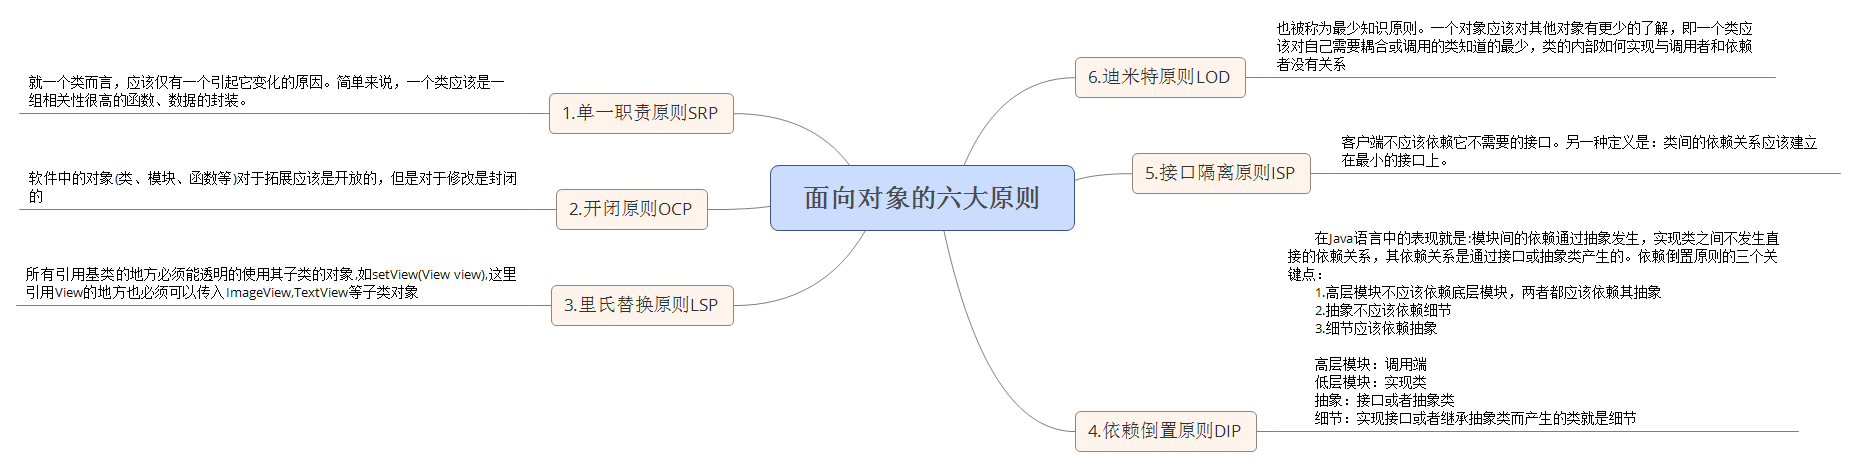 面向对象的六大原则
就一个类而言，应该仅有一个引起它变化的原因。简单来说，一个类应该是一
组相关性很高的函数、数据的封装。
1.单一职责原则SRP
软件中的对象(类、模块、函数等)对于拓展应该是开放的，但是对于修改是封闭
的
2.开闭原则OCP
所有引用基类的地方必须能透明的使用其子类的对象,如setView(View view),这里
引用View的地方也必须可以传入ImageView,TextView等子类对象
3.里氏替换原则LSP
也被称为最少知识原则。一个对象应该对其他对象有更少的了解，即一个类应
该对自己需要耦合或调用的类知道的最少，类的内部如何实现与调用者和依赖
者没有关系
6.迪米特原则LOD
客户端不应该依赖它不需要的接口。另一种定义是：类间的依赖关系应该建立
在最小的接口上。
5.接口隔离原则ISP
在Java语言中的表现就是:模块间的依赖通过抽象发生，实现类之间不发生直
接的依赖关系，其依赖关系是通过接口或抽象类产生的。依赖倒置原则的三个关
键点：
1.高层模块不应该依赖底层模块，两者都应该依赖其抽象
2.抽象不应该依赖细节
3.细节应该依赖抽象
高层模块：调用端
低层模块：实现类
抽象：接口或者抽象类
细节：实现接口或者继承抽象类而产生的类就是细节
4.依赖倒置原则DIP